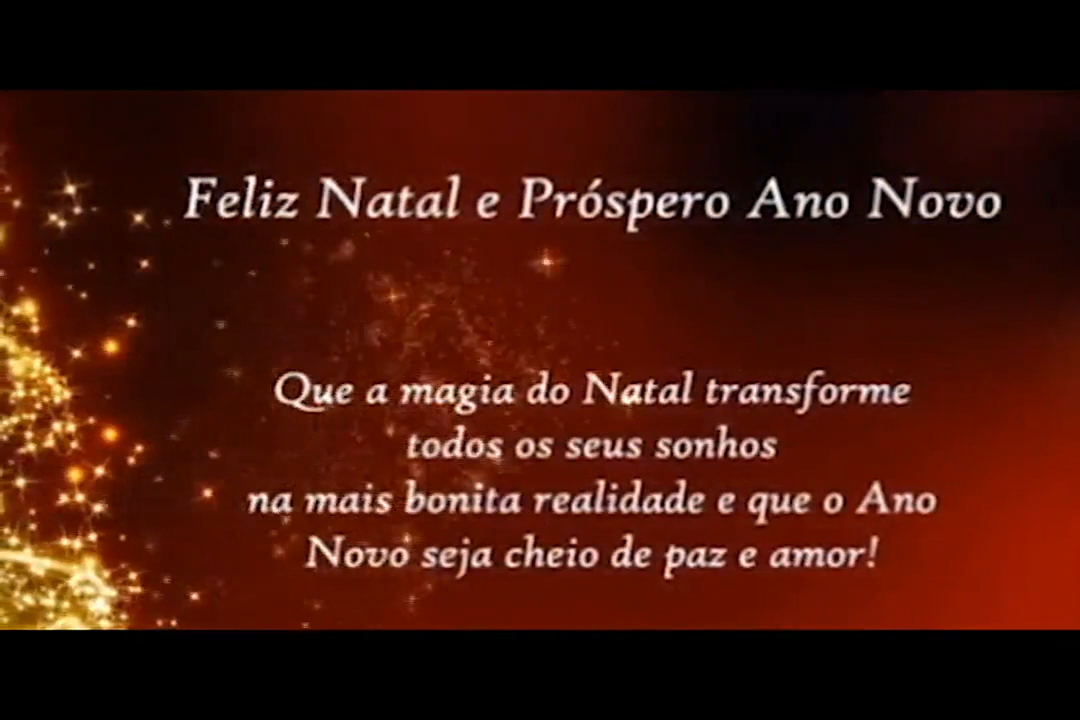 Feliz Natal e Próspero Ano Novo
Que a magia do Natal transforme
todos os seus sonhos
na mais bonita realidade e que o Ano
Novo seja cheio de paz e amor!